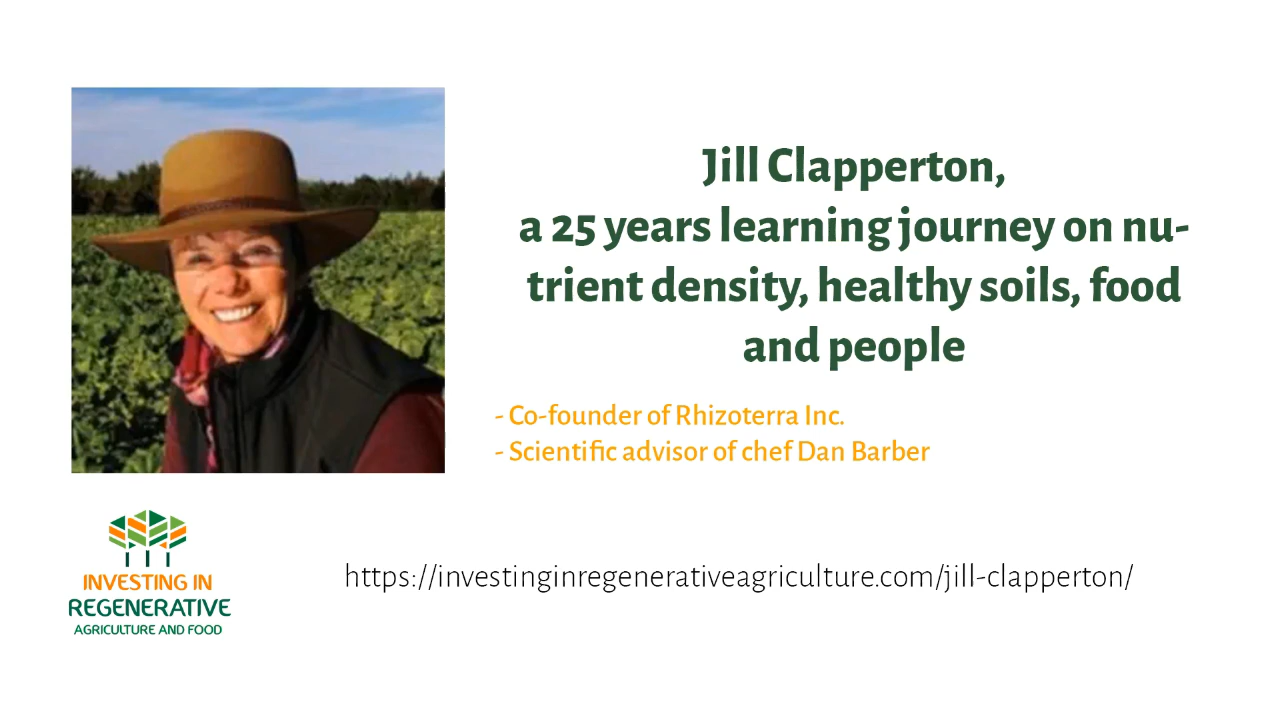 Jill Clapperton,
a 25 years learning journey on nu-
trient density, healthy soils, food
and people
- Co-founder of Rhizoterra Inc.
- Scientific advisor of chef Dan Barber
INVESTING IN
REGENERATIVE
AGRICULTURE AND FOOD
https://investinginregenerativeagriculture.com/jill-clapperton/